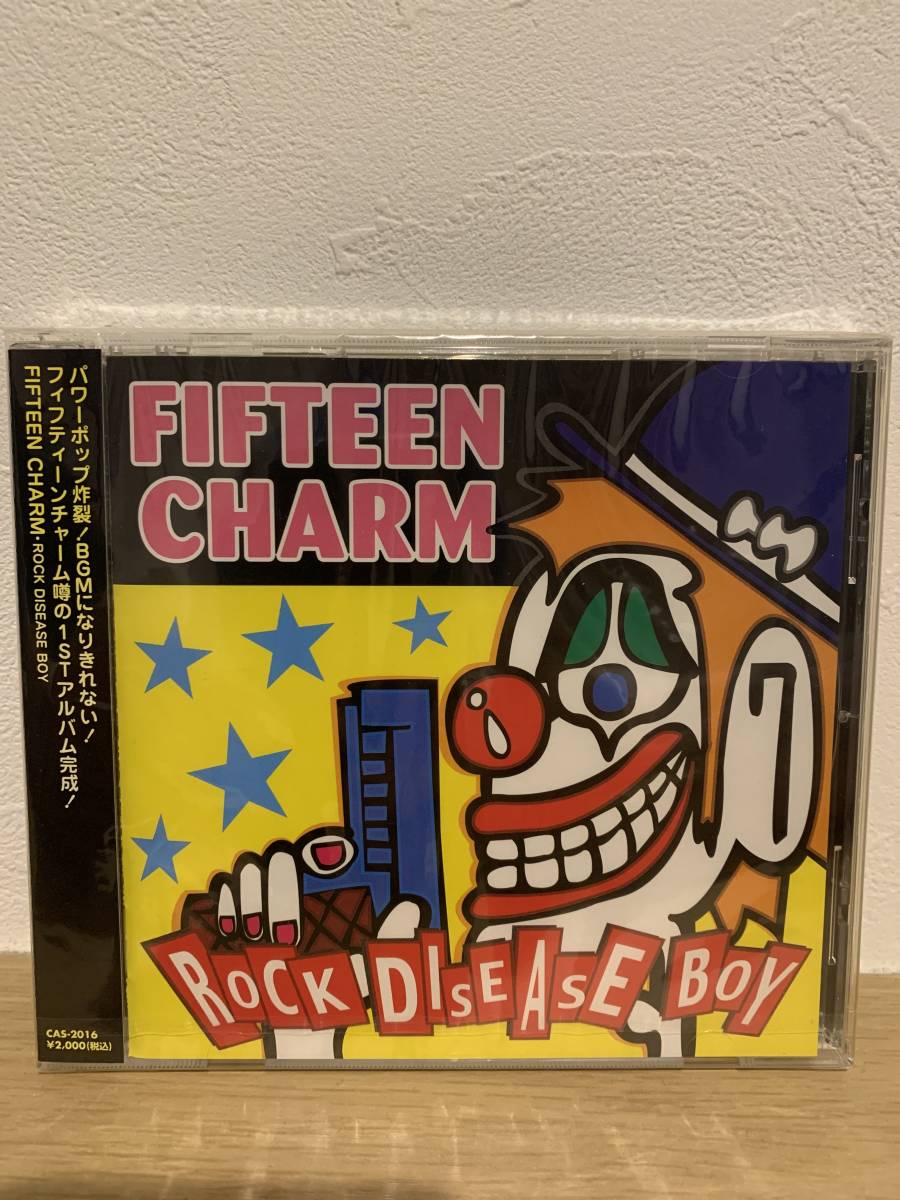 パワーポップ炸裂!BGMになりきれない!
フィフティーンチャーム噂の1STアルバム完成!
FIFTEEN CHARM・ROCK DISEASE BOY
CAS-2016
¥2,000(税込)
FIFTEEN
CHARM
7
ROCK DISEASE BOY